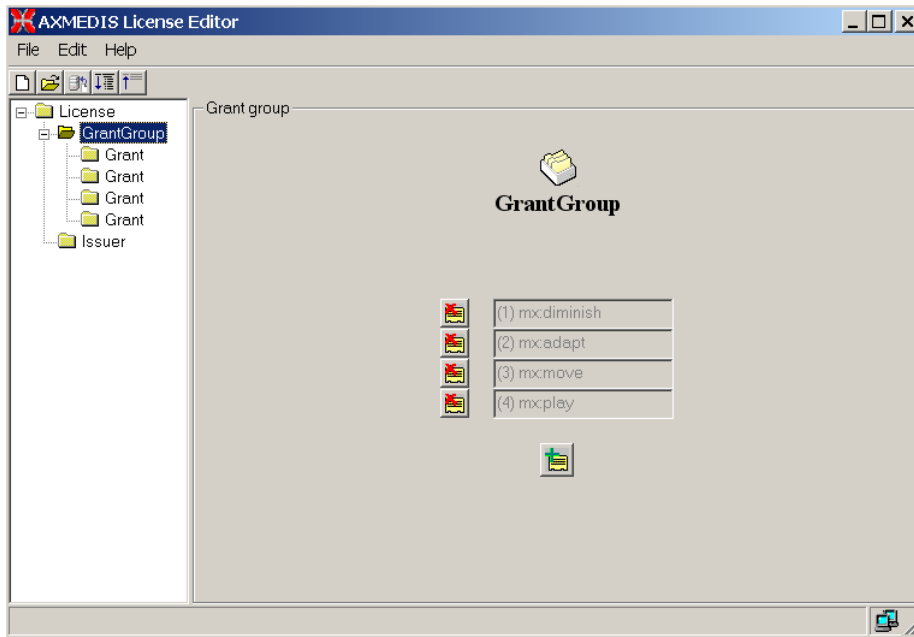 AXMEDIS License Editor
File Edit Help
License
GrantGroup
Grant
Grant
Grant
Grant
Issuer
Grant group
GrantGroup
(1) mx:diminish
(2) mx:adapt
(3) mx:move
(4) mx:play